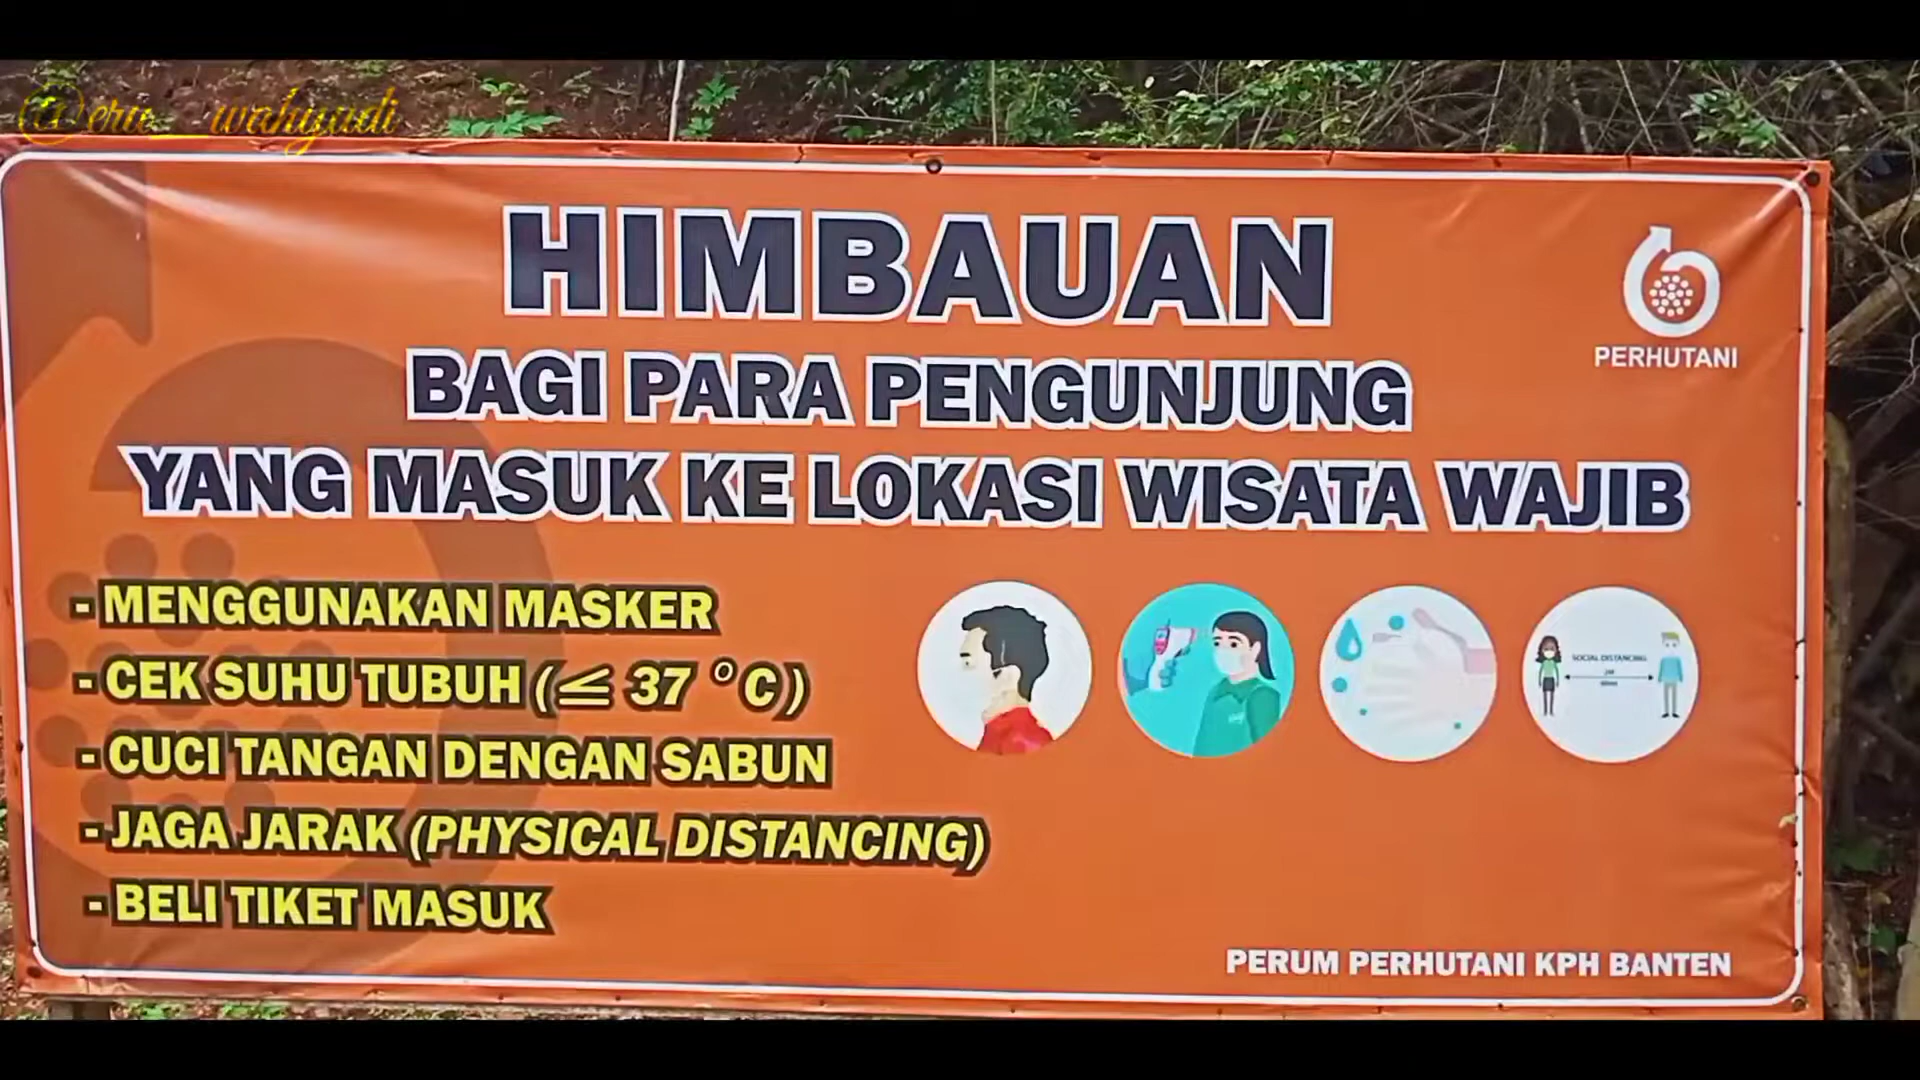 wahyudi
HIMBAUAN
PERHUTANI
BAGI PARA PENGUNJUNG
YANG MASUK KE LOKASI WISATA WAJIB
- MENGGUNAKAN MASKER
- CEK SUHU TUBUH (≤ 37 °C)
- CUCI TANGAN DENGAN SABUN
- JAGA JARAK (PHYSICAL DISTANCING)
- BELI TIKET MASUK
SOCIAL DISTANCING
PERUM PERHUTANI KPH BANTEN